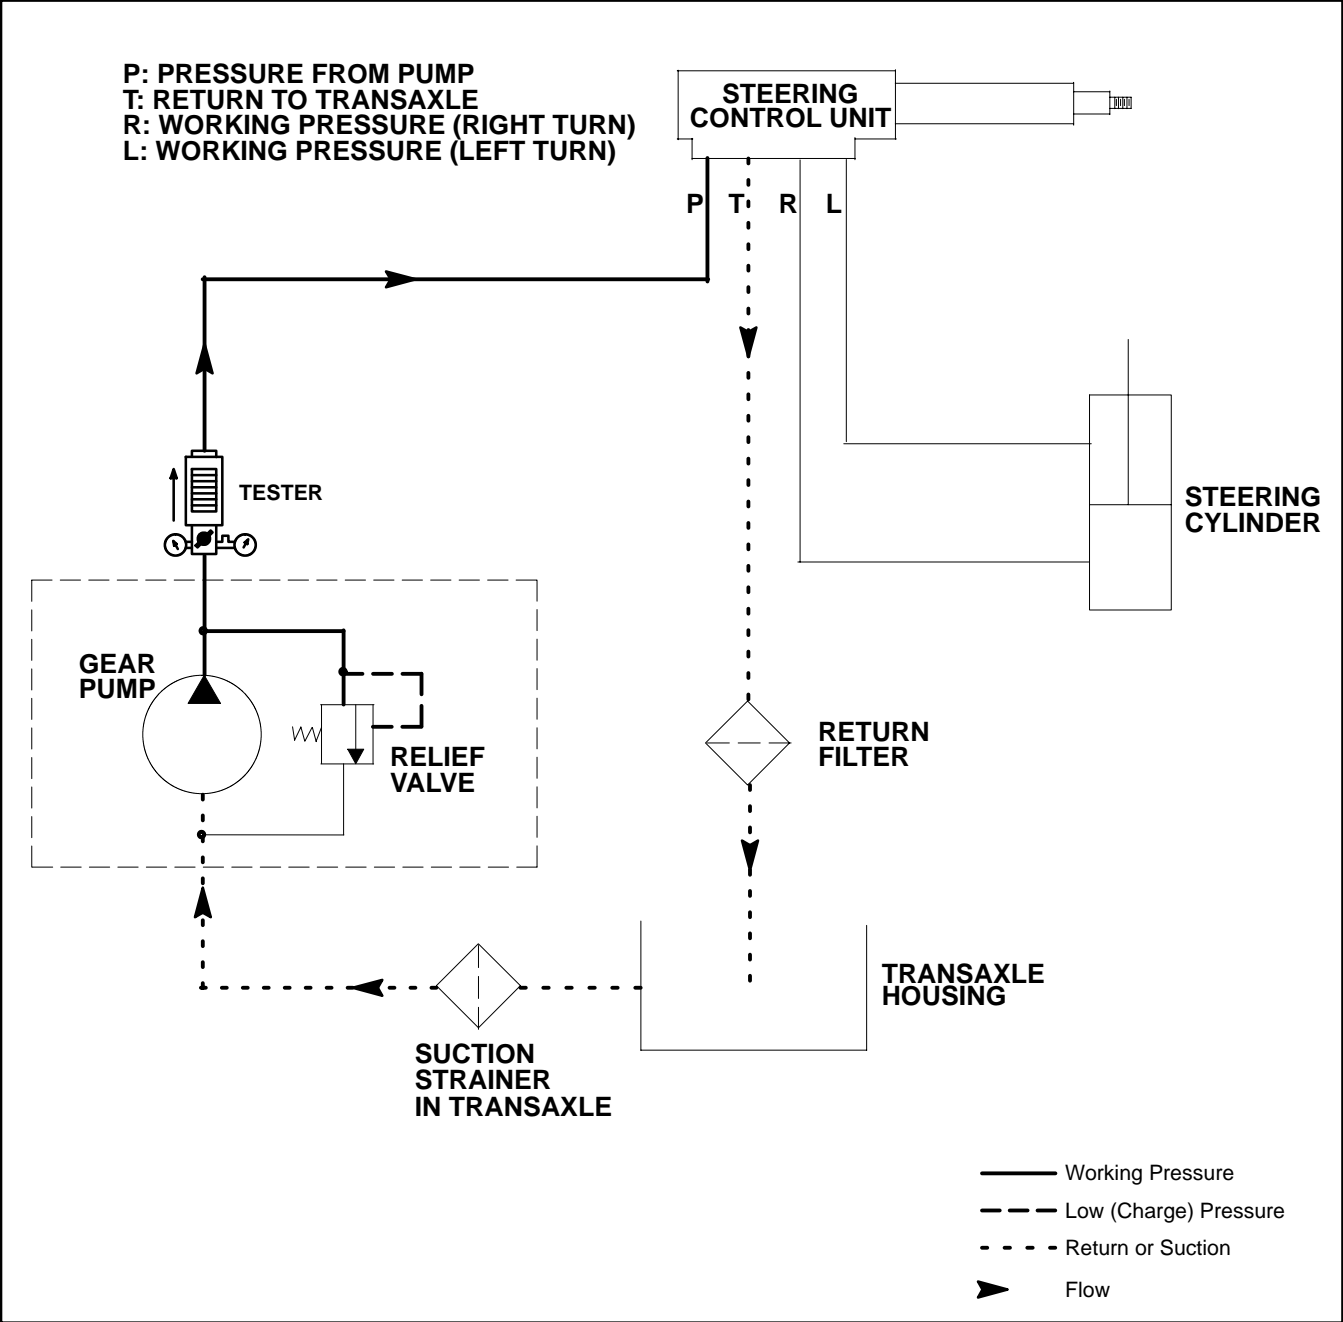 P: PRESSURE FROM PUMP
T: RETURN TO TRANSAXLE
R: WORKING PRESSURE (RIGHT TURN)
L: WORKING PRESSURE (LEFT TURN)
STEERING
CONTROL UNIT
P T R L
TESTER
STEERING
CYLINDER
GEAR
PUMP
RELIEF
VALVE
RETURN
FILTER
TRANSAXLE
HOUSING
SUCTION
STRAINER
IN TRANSAXLE
Working Pressure
Low (Charge) Pressure
Return or Suction
Flow